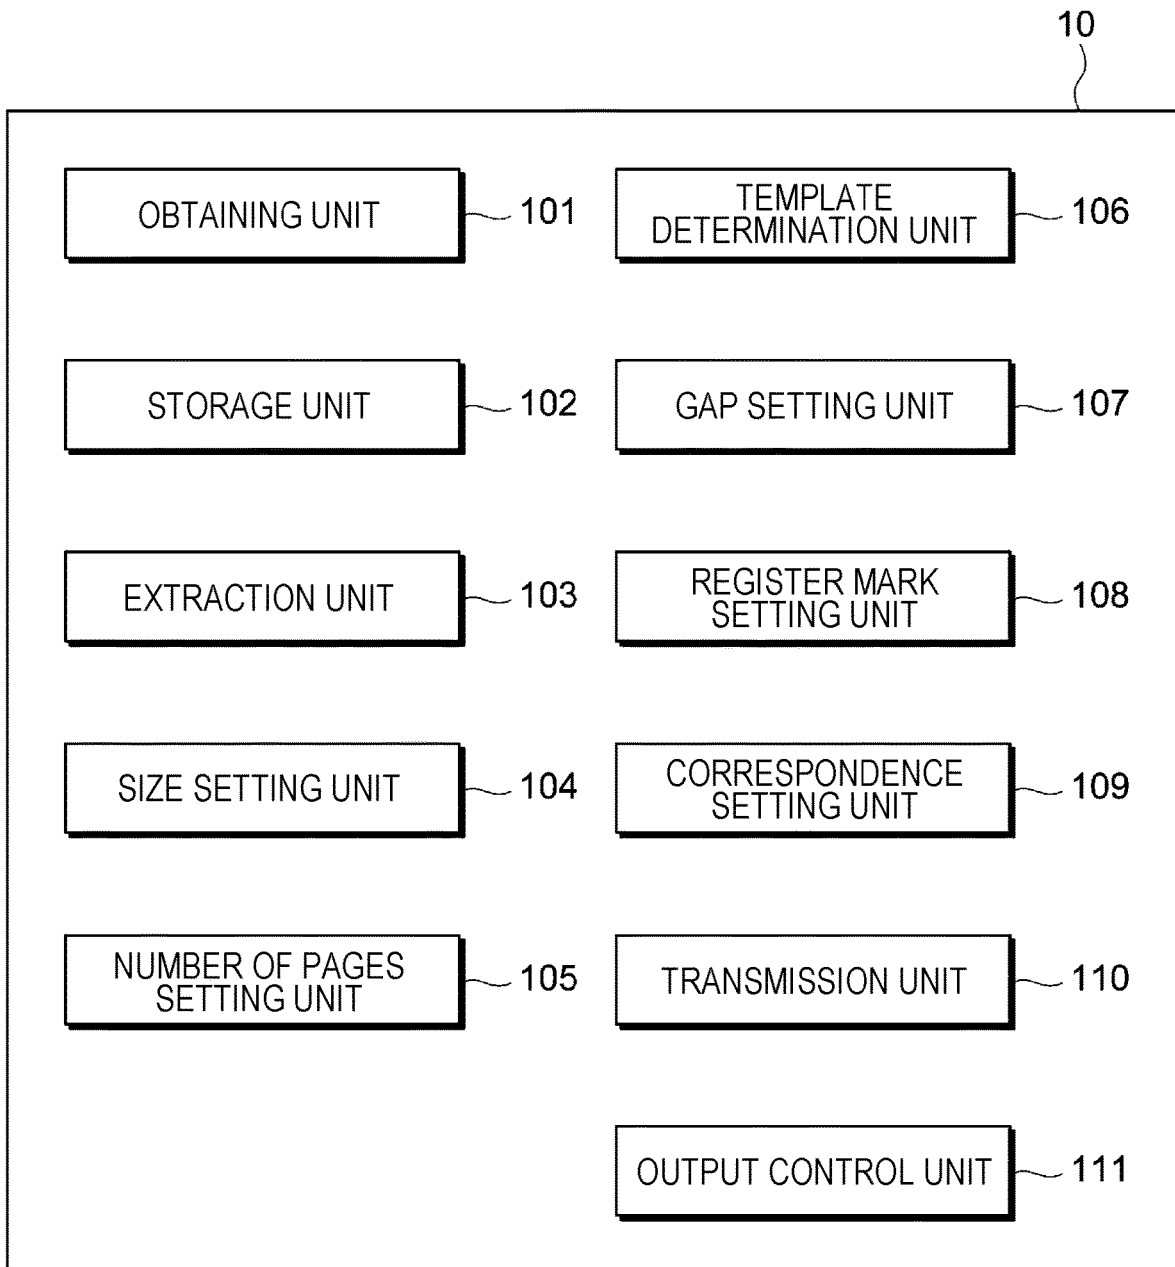 10
OBTAINING UNIT
101
STORAGE UNIT
102
EXTRACTION UNIT
103
SIZE SETTING UNIT
104
NUMBER OF PAGES
SETTING UNIT
105
TEMPLATE
DETERMINATION UNIT
106
GAP SETTING UNIT
107
REGISTER MARK
SETTING UNIT
108
CORRESPONDENCE
SETTING UNIT
109
TRANSMISSION UNIT
110
OUTPUT CONTROL UNIT
111